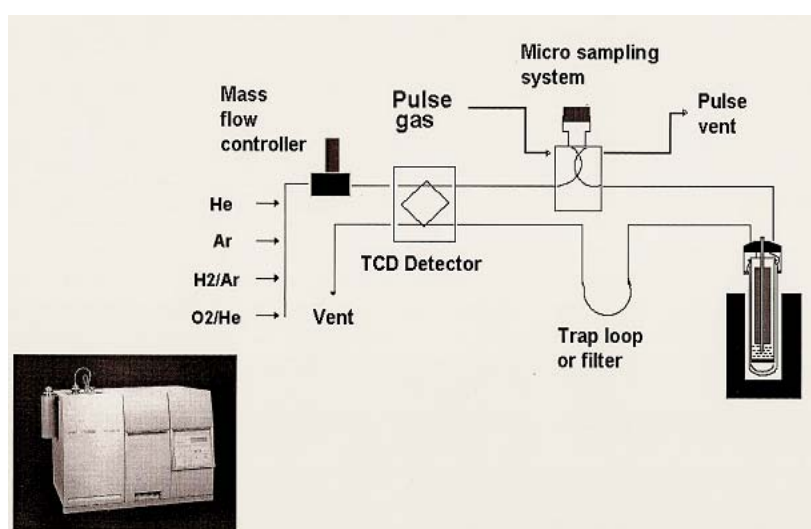 Micro sampling
system
Mass
flow
controller
Pulse
gas
Pulse
vent
He
Ar
H2/Ar
O2/He
TCD Detector
Vent
Trap loop
or filter